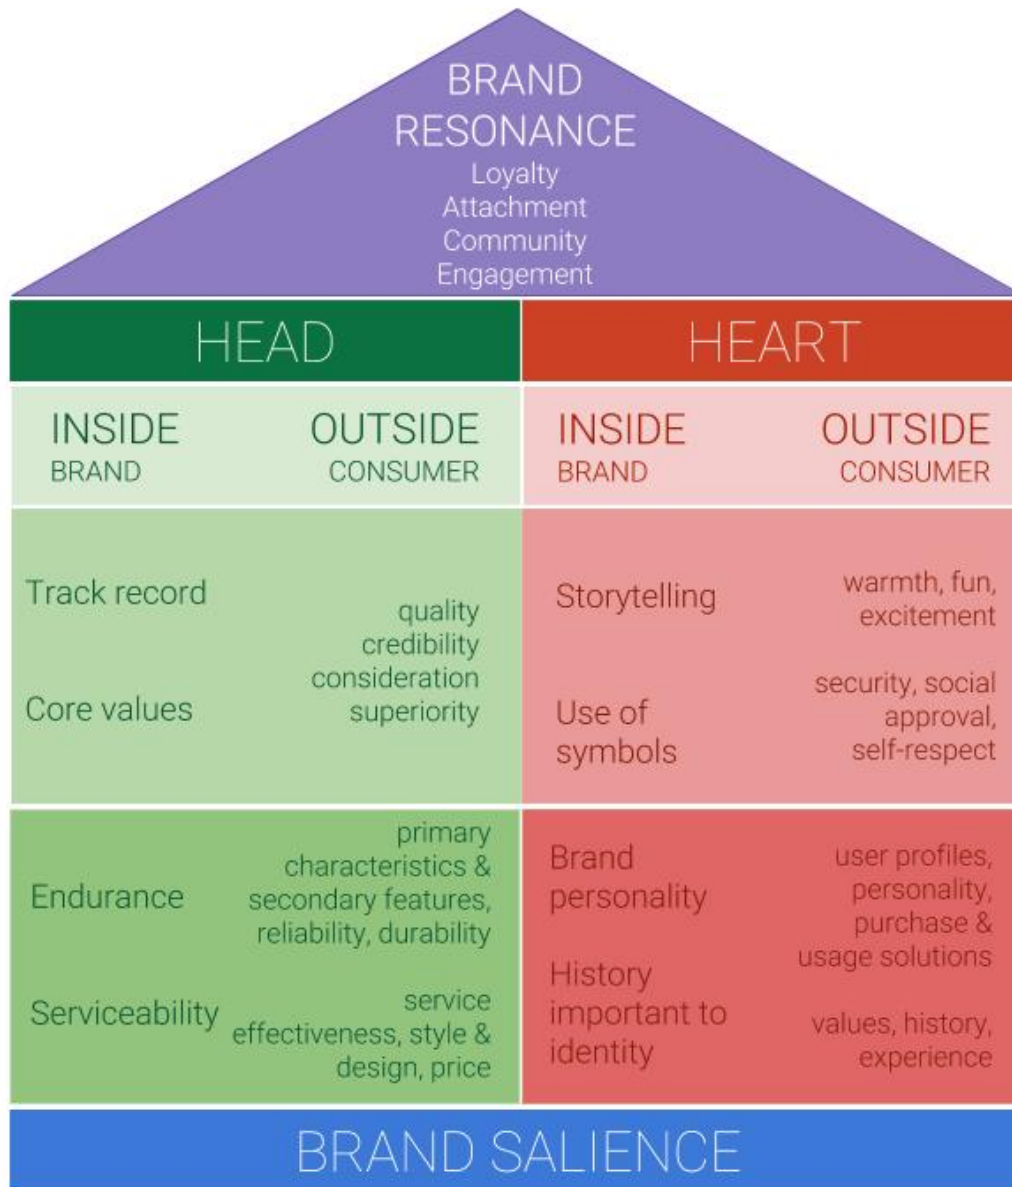 BRAND
RESONANCE
Loyalty
Attachment
Community
Engagement
HEAD
HEART
INSIDE
BRAND
OUTSIDE
CONSUMER
INSIDE
BRAND
OUTSIDE
CONSUMER
Track record
Core values
quality
credibility
consideration
superiority
Storytelling
warmth, fun,
excitement
Use of
symbols
security, social
approval,
self-respect
Endurance
primary
characteristics &
secondary features,
reliability, durability
Serviceability
service
effectiveness, style &
design, price
Brand
personality
user profiles,
personality,
purchase &
usage solutions
History
important to
identity
values, history,
experience
BRAND SALIENCE